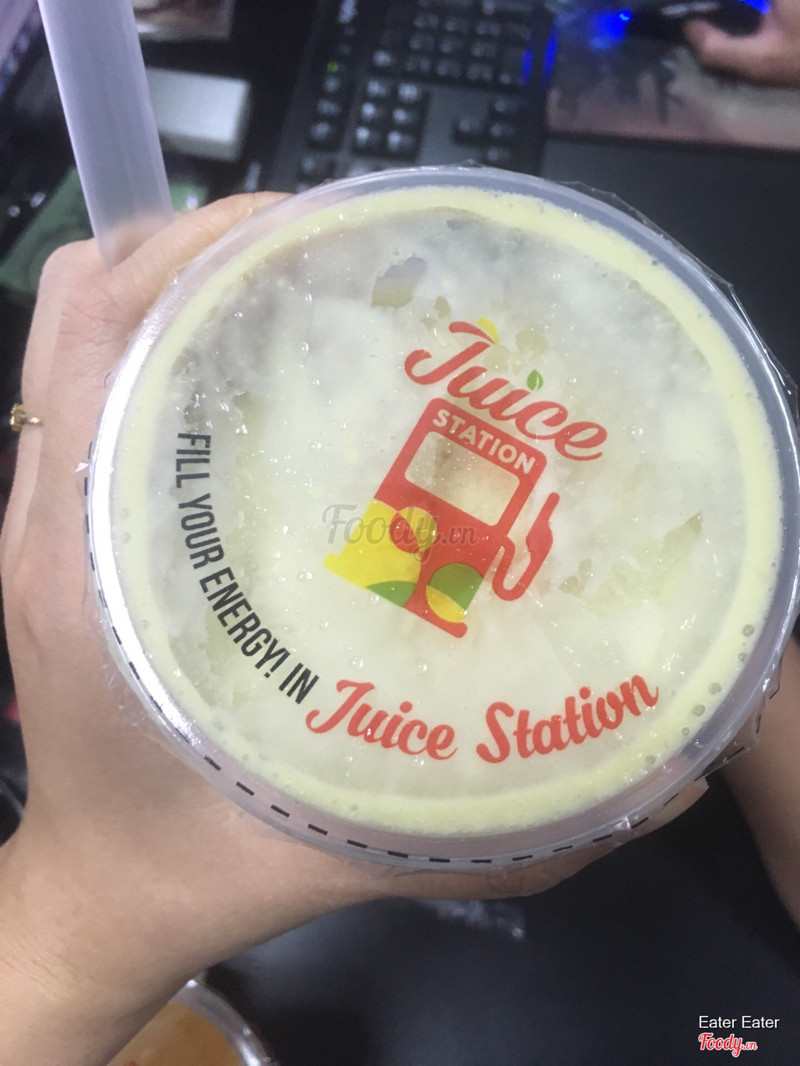 Juice
STATION
Foody.vn
FILL YOUR ENERGY! IN Juice Station
Eater Eater
Foody.vn